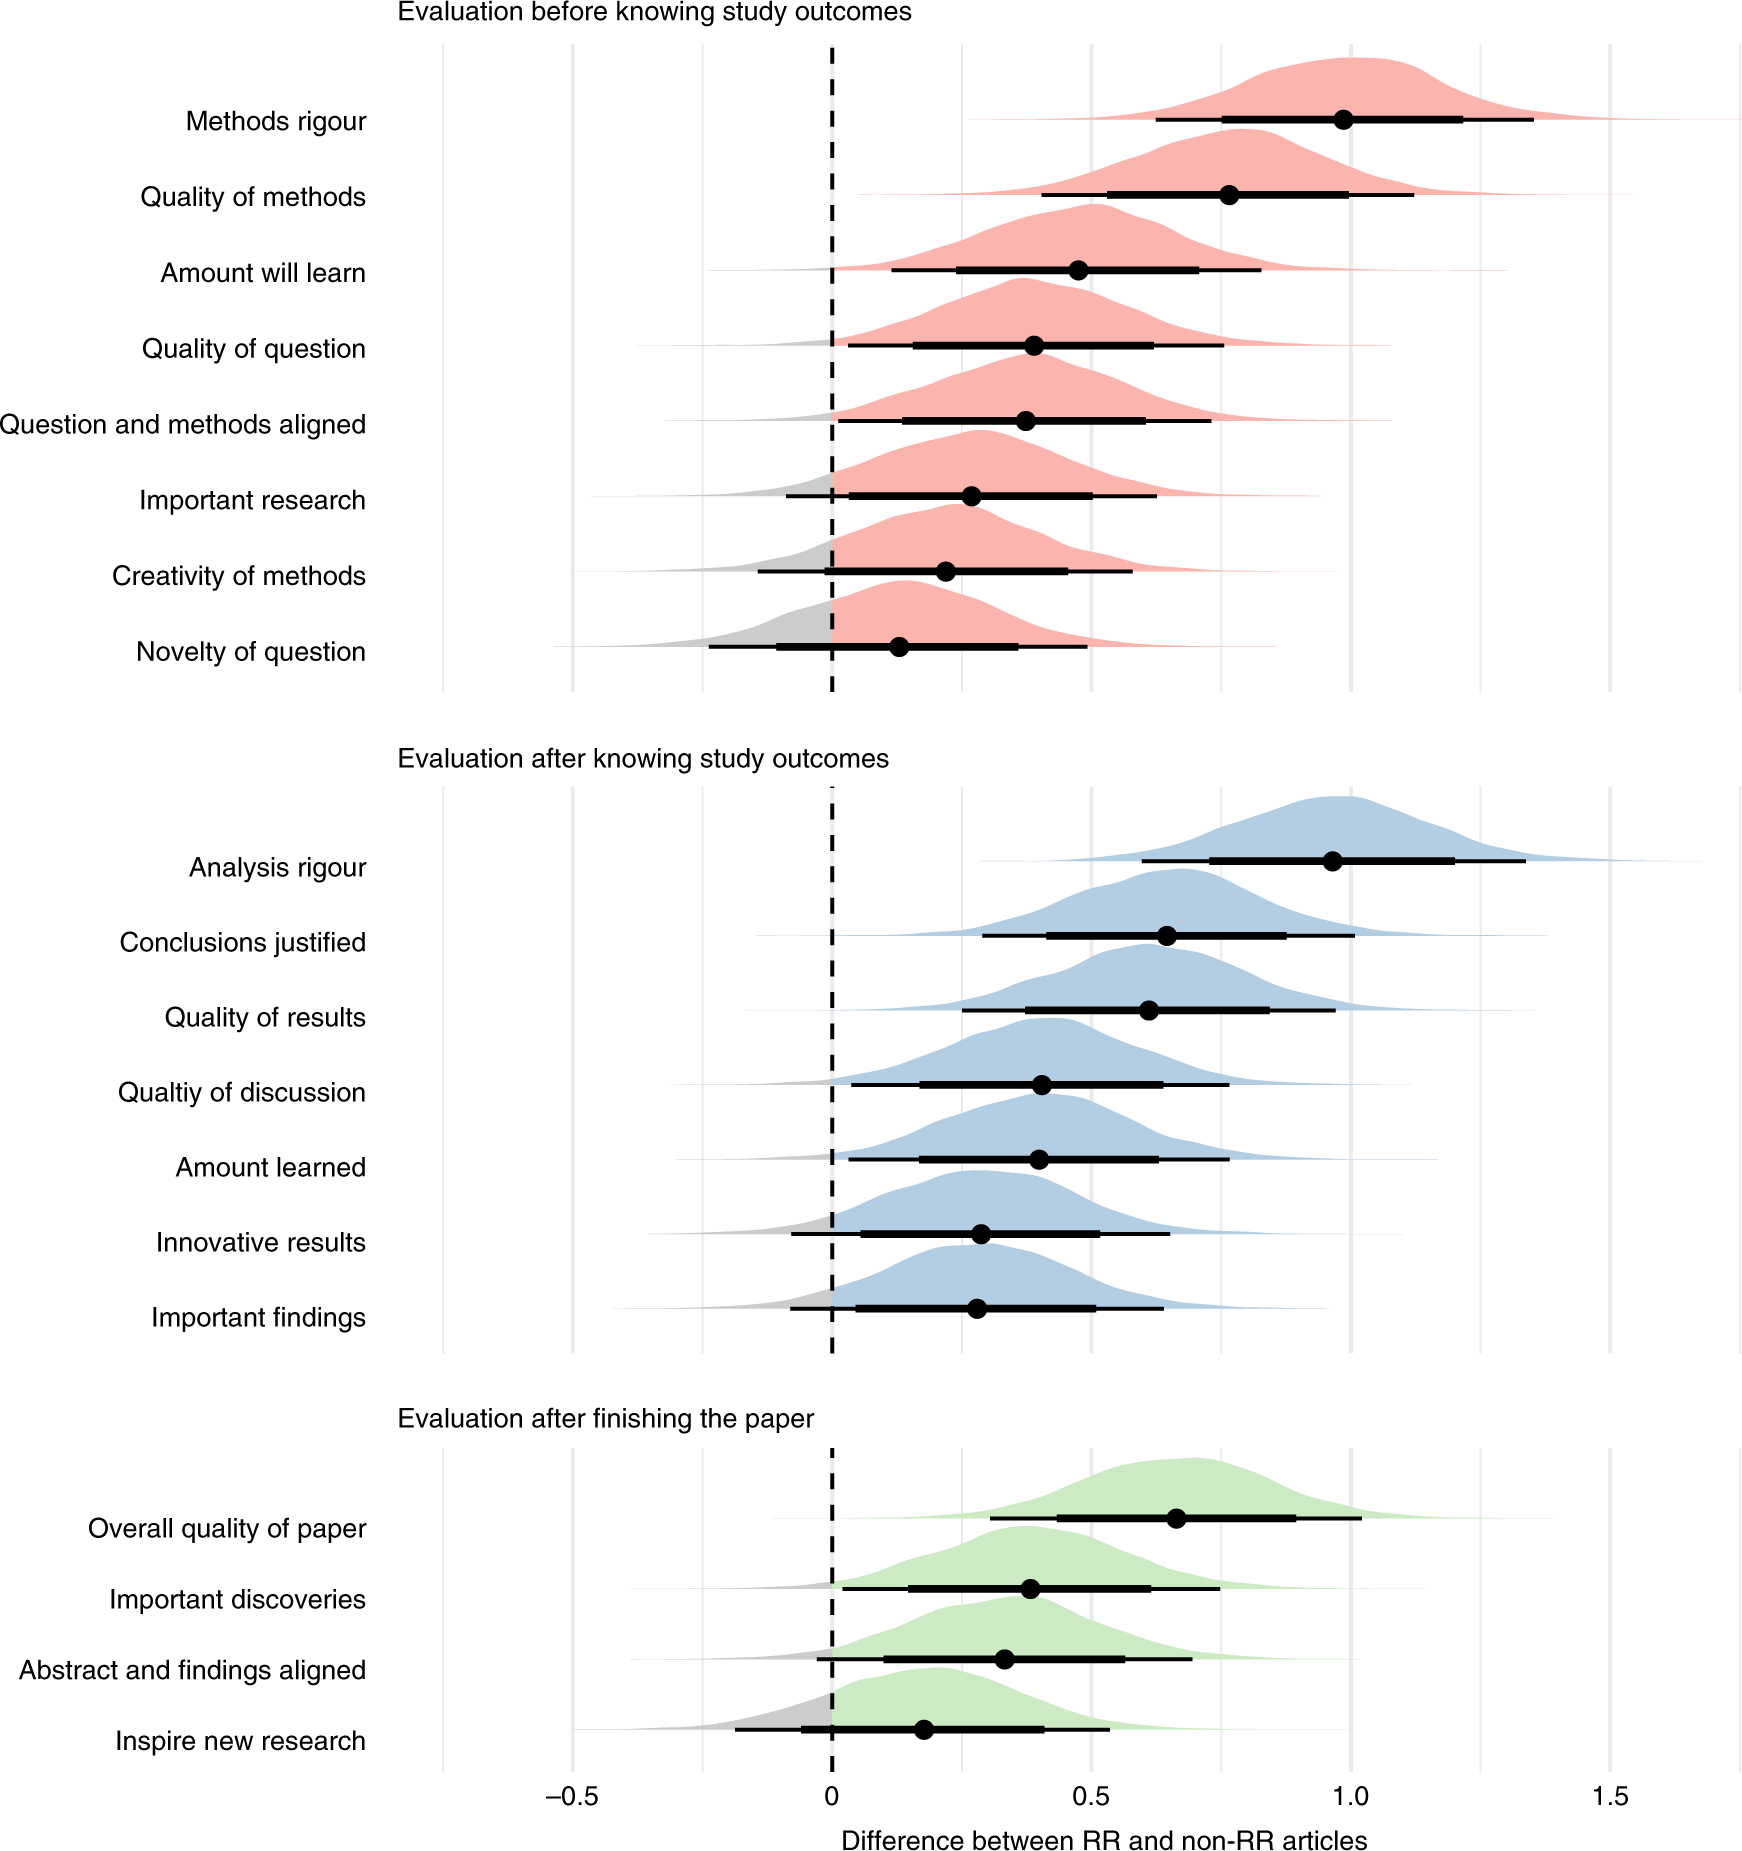 Evaluation before knowing study outcomes
Methods rigour
Quality of methods
Amount will learn
Quality of question
Question and methods aligned
Important research
Creativity of methods
Novelty of question
Evaluation after knowing study outcomes
Analysis rigour
Conclusions justified
Quality of results
Qualtiy of discussion
Amount learned
Innovative results
Important findings
Evaluation after finishing the paper
Overall quality of paper
Important discoveries
Abstract and findings aligned
Inspire new research
–0.5 0 0.5 1.0 1.5
Difference between RR and non-RR articles